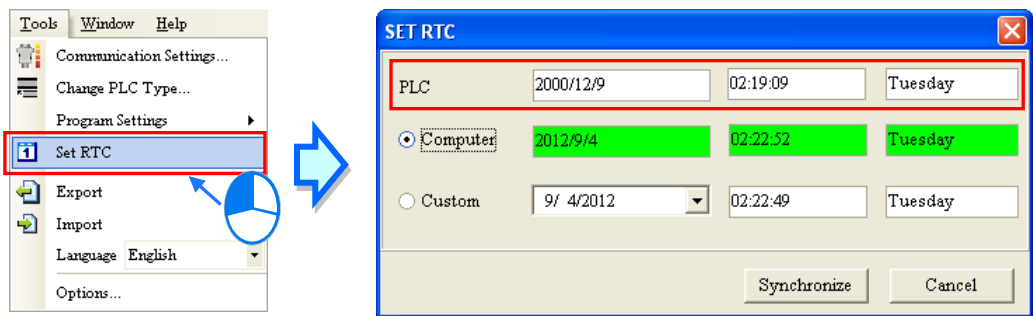 Tools Window Help
Communication Settings...
Change PLC Type...
Program Settings
1 Set RTC
Export
Import
Language English
Options...
SET RTC
PLC 2000/12/9 02:19:09 Tuesday
Computer 2012/9/4 02:22:52 Tuesday
Custom 9/ 4/2012 02:22:49 Tuesday
Synchronize Cancel